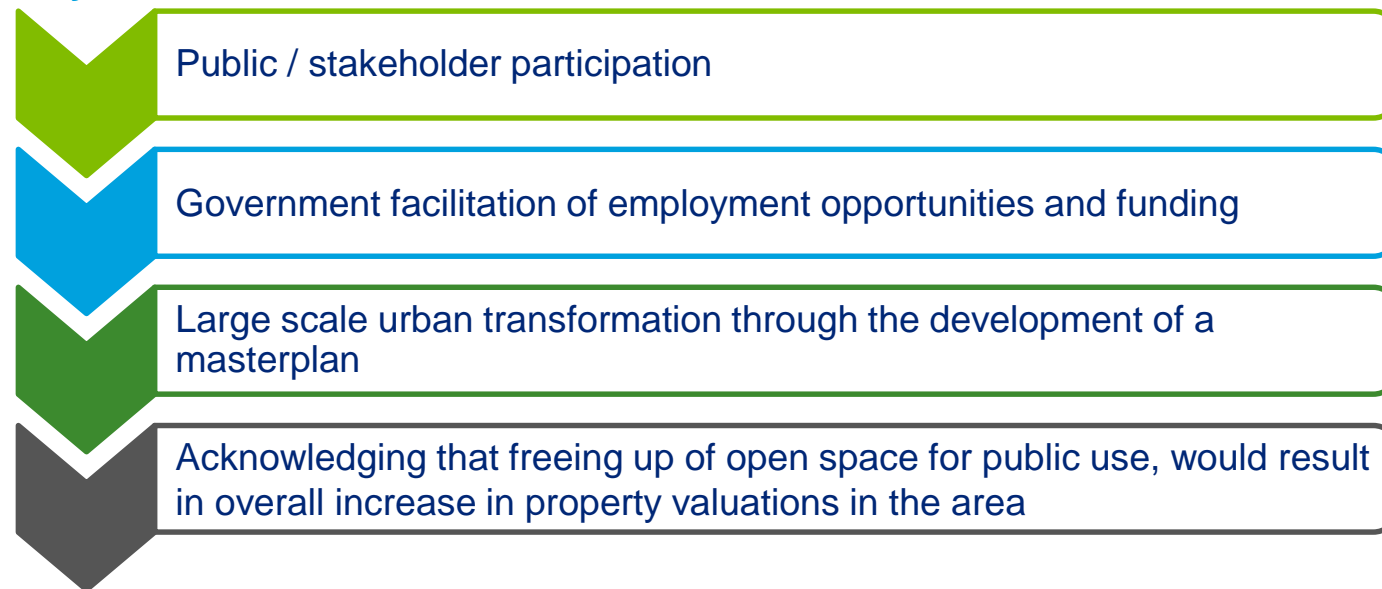 Public / stakeholder participation
Government facilitation of employment opportunities and funding
Large scale urban transformation through the development of a
masterplan
Acknowledging that freeing up of open space for public use, would result
in overall increase in property valuations in the area